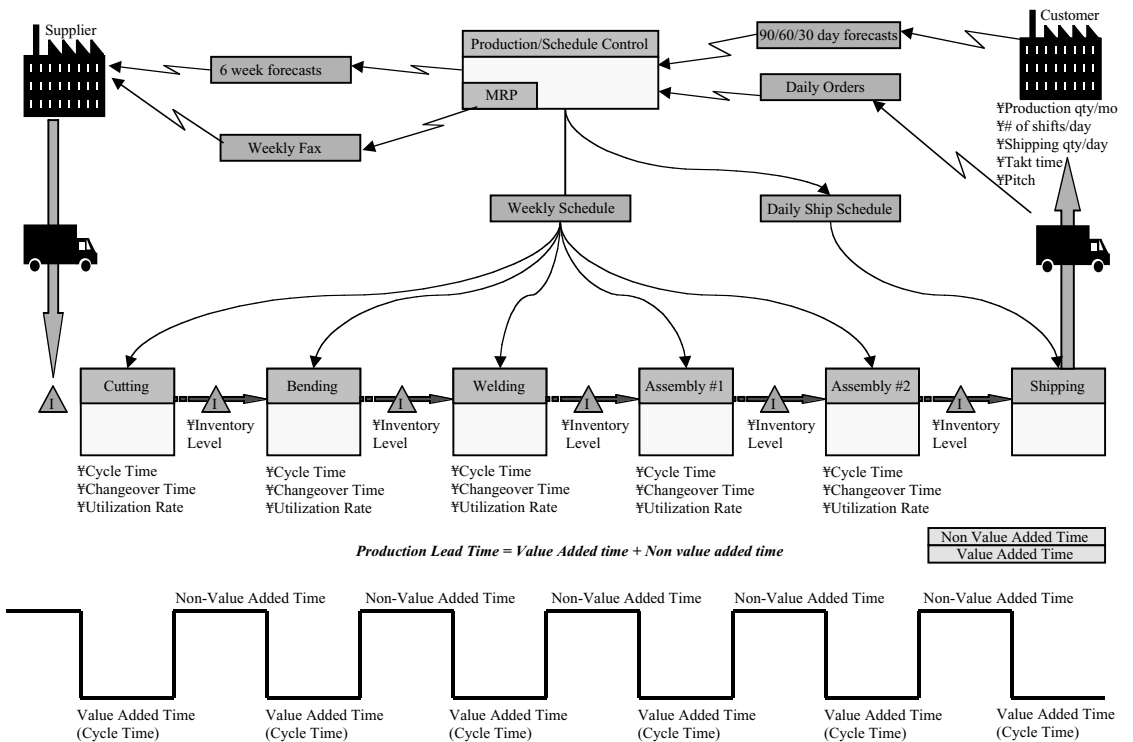 Supplier
Customer
Production/Schedule Control
90/60/30 day forecasts
6 week forecasts
MRP
Daily Orders
Weekly Fax
¥Production qty/mo
¥# of shifts/day
¥Shipping qty/day
¥Takt time
¥Pitch
Weekly Schedule
Daily Ship Schedule
I
Cutting
I
Bending
I
Welding
I
Assembly #1
I
Assembly #2
I
Shipping
¥Inventory
Level
¥Inventory
Level
¥Inventory
Level
¥Inventory
Level
¥Inventory
Level
¥Cycle Time
¥Changeover Time
¥Utilization Rate
¥Cycle Time
¥Changeover Time
¥Utilization Rate
¥Cycle Time
¥Changeover Time
¥Utilization Rate
¥Cycle Time
¥Changeover Time
¥Utilization Rate
¥Cycle Time
¥Changeover Time
¥Utilization Rate
Production Lead Time = Value Added time + Non value added time
Non Value Added Time
Value Added Time
Non-Value Added Time
Non-Value Added Time
Non-Value Added Time
Non-Value Added Time
Non-Value Added Time
Value Added Time
(Cycle Time)
Value Added Time
(Cycle Time)
Value Added Time
(Cycle Time)
Value Added Time
(Cycle Time)
Value Added Time
(Cycle Time)
Value Added Time
(Cycle Time)